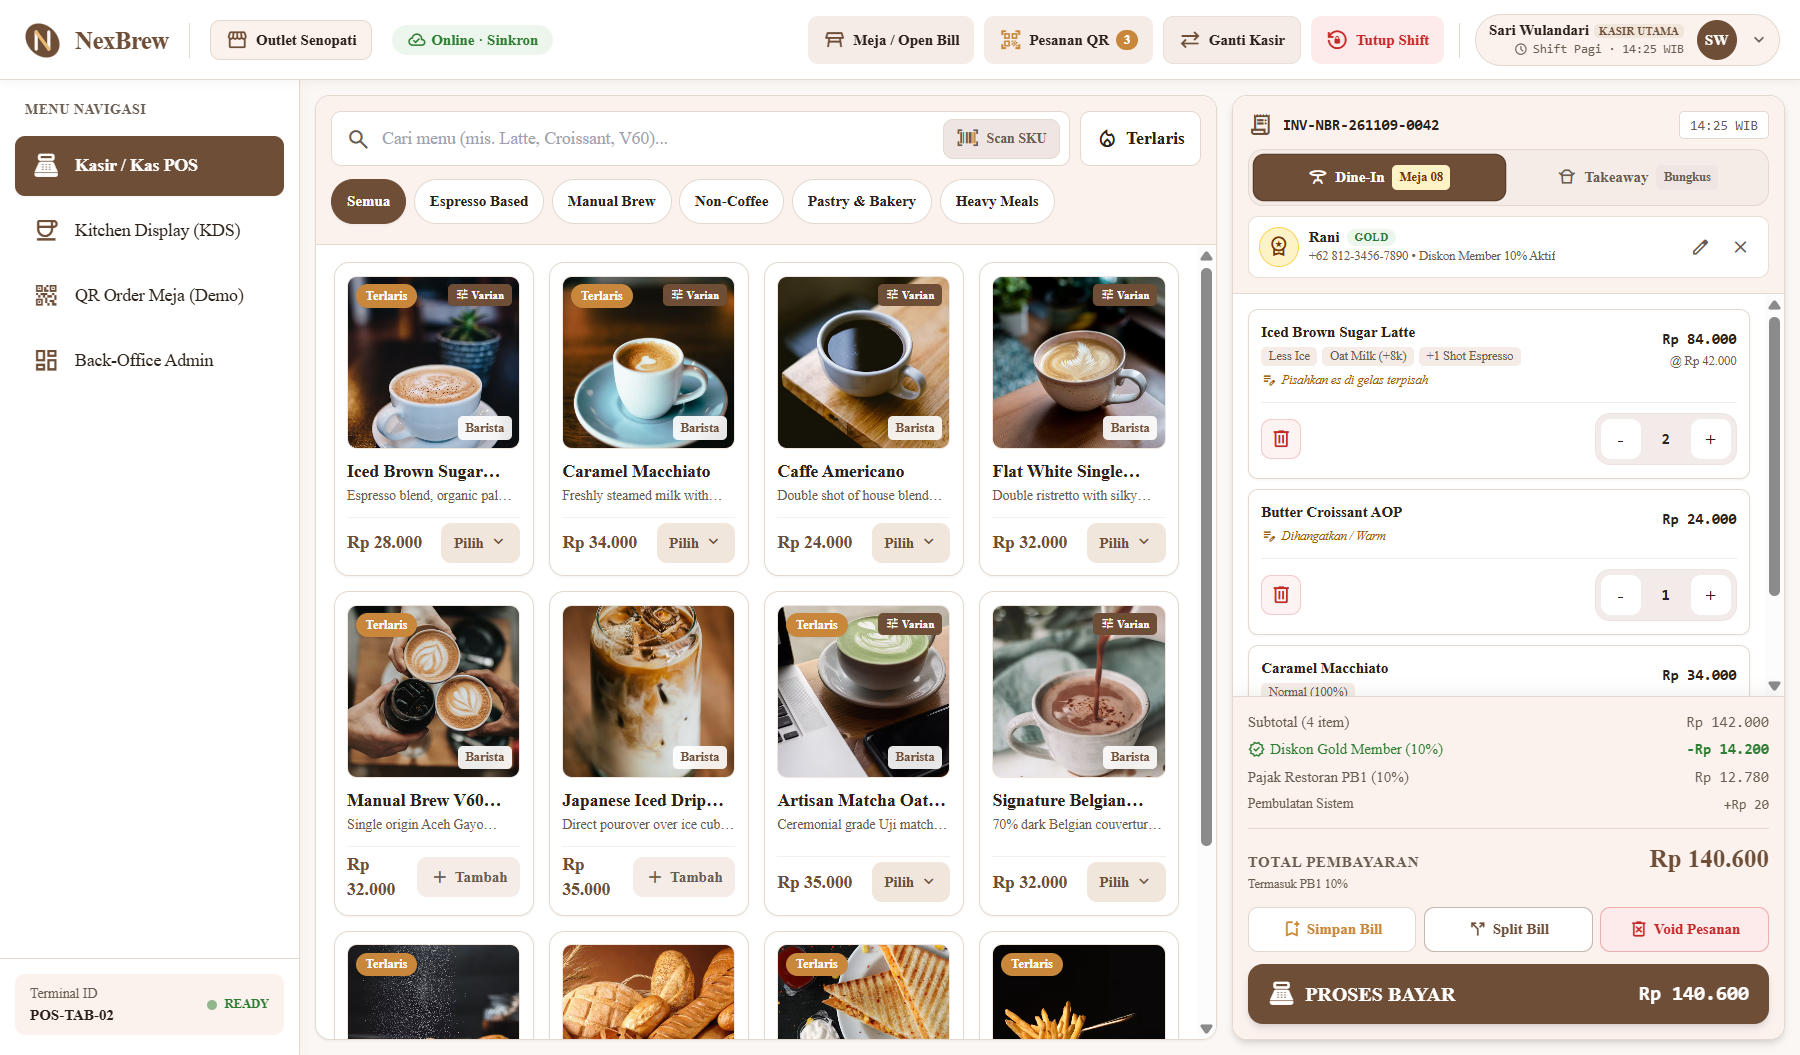 NexBrew
Outlet Senopati
Online · Sinkron
Meja / Open Bill
Pesanan QR 3
Ganti Kasir
Tutup Shift
Sari Wulandari KASIR UTAMA
Shift Pagi · 14:25 WIB
SW
MENU NAVIGASI
Kasir / Kas POS
Kitchen Display (KDS)
QR Order Meja (Demo)
Back-Office Admin
Terminal ID
POS-TAB-02
READY
Cari menu (mis. Latte, Croissant, V60)...
Scan SKU
Terlaris
Semua
Espresso Based
Manual Brew
Non-Coffee
Pastry & Bakery
Heavy Meals
Terlaris
Varian
Barista
Iced Brown Sugar...
Espresso blend, organic pal...
Rp 28.000
Pilih
Terlaris
Varian
Barista
Caramel Macchiato
Freshly steamed milk with...
Rp 34.000
Pilih
Varian
Barista
Caffe Americano
Double shot of house blend...
Rp 24.000
Pilih
Varian
Barista
Flat White Single...
Double ristretto with silky...
Rp 32.000
Pilih
Terlaris
Barista
Manual Brew V60...
Single origin Aceh Gayo...
Rp
32.000
Tambah
Barista
Japanese Iced Drip...
Direct pourover over ice cub...
Rp
35.000
Tambah
Terlaris
Varian
Barista
Artisan Matcha Oat...
Ceremonial grade Uji match...
Rp 35.000
Pilih
Varian
Barista
Signature Belgian...
70% dark Belgian couvertur...
Rp 32.000
Pilih
Terlaris
Terlaris
Terlaris
INV-NBR-261109-0042
14:25 WIB
Dine-In Meja 08
Takeaway Bungkus
Rani GOLD
+62 812-3456-7890 • Diskon Member 10% Aktif
Iced Brown Sugar Latte
Rp 84.000
Less Ice
Oat Milk (+8k)
+1 Shot Espresso
@ Rp 42.000
Pisahkan es di gelas terpisah
- 2 +
Butter Croissant AOP
Rp 24.000
Dihangatkan / Warm
- 1 +
Caramel Macchiato
Rp 34.000
Normal (100%)
Subtotal (4 item)
Rp 142.000
Diskon Gold Member (10%)
-Rp 14.200
Pajak Restoran PB1 (10%)
Rp 12.780
Pembulatan Sistem
+Rp 20
TOTAL PEMBAYARAN
Rp 140.600
Termasuk PB1 10%
Simpan Bill
Split Bill
Void Pesanan
PROSES BAYAR
Rp 140.600